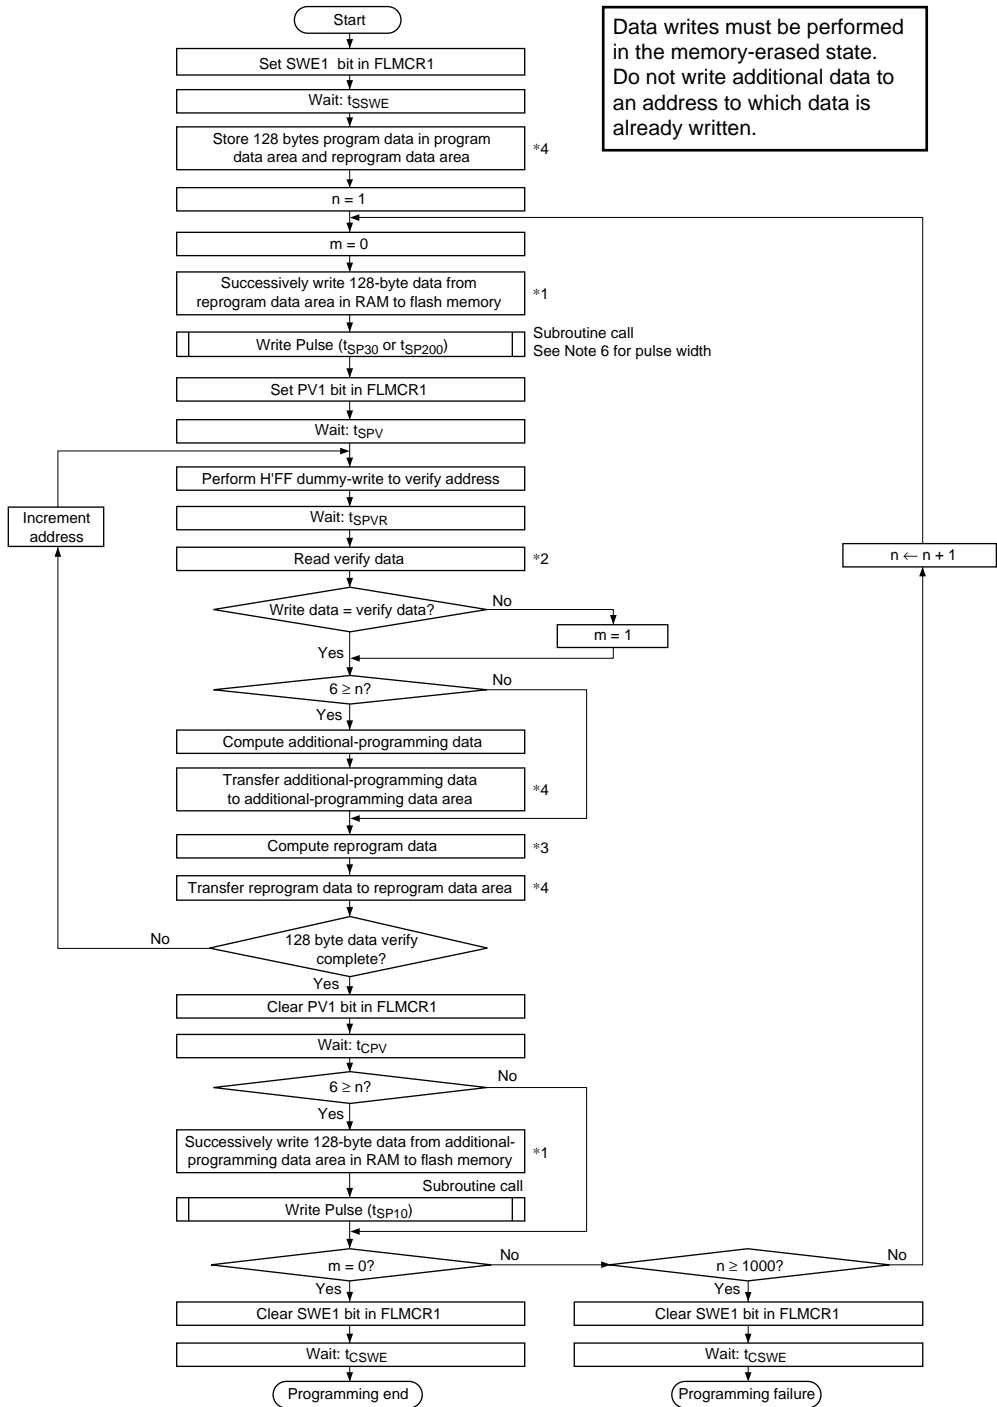 Start
Data writes must be performed
in the memory-erased state.
Do not write additional data to
an address to which data is
already written.
Set SWE1 bit in FLMCR1
Wait: tSSWE
Store 128 bytes program data in program
data area and reprogram data area
*4
n = 1
m = 0
Successively write 128-byte data from
reprogram data area in RAM to flash memory
*1
Write Pulse (tSP30 or tSP200)
Subroutine call
See Note 6 for pulse width
Set PV1 bit in FLMCR1
Wait: tSPV
Perform H'FF dummy-write to verify address
Increment
address
Wait: tSPVR
Read verify data
*2
n ← n + 1
Write data = verify data?
No
m = 1
Yes
6 ≥ n?
No
Yes
Compute additional-programming data
Transfer additional-programming data
to additional-programming data area
*4
Compute reprogram data
*3
Transfer reprogram data to reprogram data area
*4
No
128 byte data verify
complete?
Yes
Clear PV1 bit in FLMCR1
Wait: tCPV
6 ≥ n?
No
Yes
Successively write 128-byte data from additional-
programming data area in RAM to flash memory
*1
Subroutine call
Write Pulse (tSP10)
m = 0?
No
n ≥ 1000?
No
Yes
Yes
Clear SWE1 bit in FLMCR1
Clear SWE1 bit in FLMCR1
Wait: tCSWE
Wait: tCSWE
Programming end
Programming failure